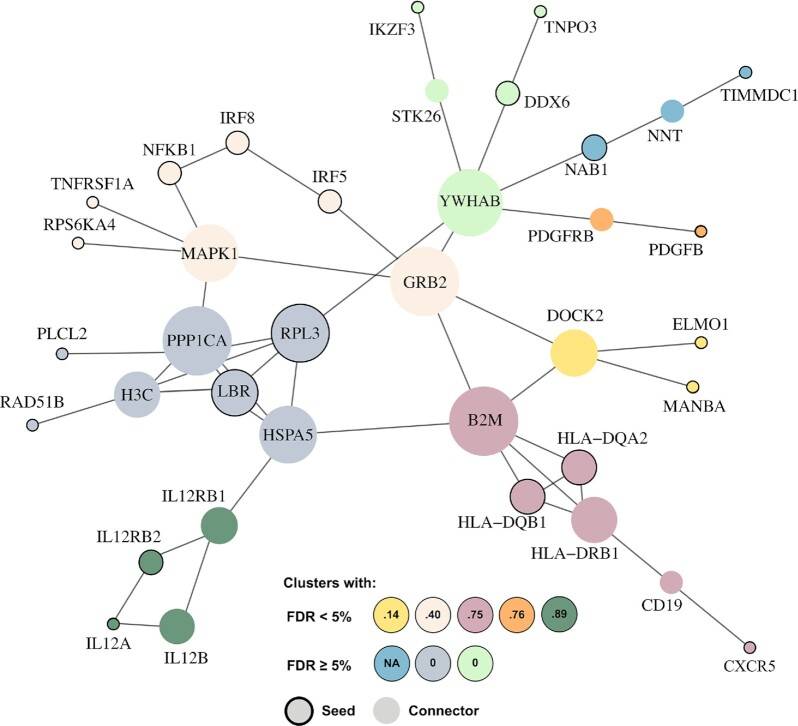 IKZF3
TNPO3
STK26
DDX6
TIMMDC1
NNT
NAB1
IRF8
NFKB1
IRF5
TNFRSF1A
RPS6KA4
YWHAB
PDGFRB
PDGFB
MAPK1
GRB2
DOCK2
ELMO1
MANBA
PLCL2
PPP1CA
RPL3
H3C
LBR
RAD51B
HSPA5
B2M
HLA−DQA2
HLA−DQB1
HLA−DRB1
IL12RB1
IL12RB2
IL12A
IL12B
CD19
CXCR5
Clusters with:
FDR < 5% .14 .40 .75 .76 .89
FDR ≥ 5% NA 0 0
Seed Connector